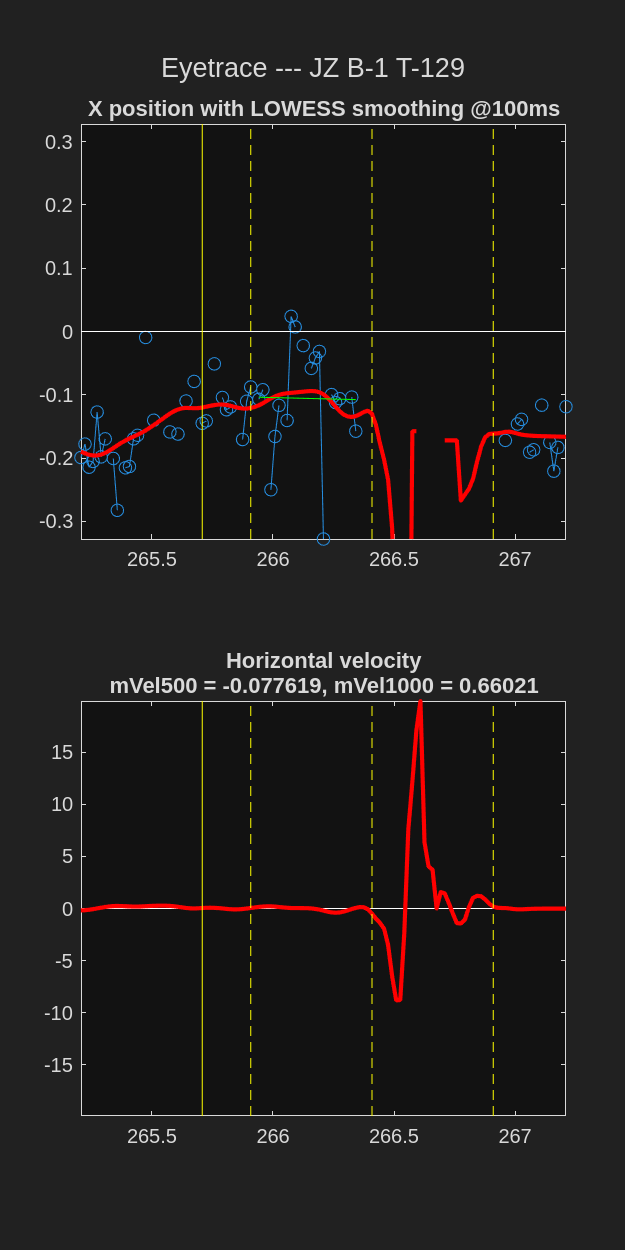 Eyetrace --- JZ B-1 T-129
X position with LOWESS smoothing @100ms
0.3
0.2
0.1
0
-0.1
-0.2
-0.3
265.5 266 266.5 267
Horizontal velocity
mVel500 = -0.077619, mVel1000 = 0.66021
15
10
5
0
-5
-10
-15
265.5 266 266.5 267